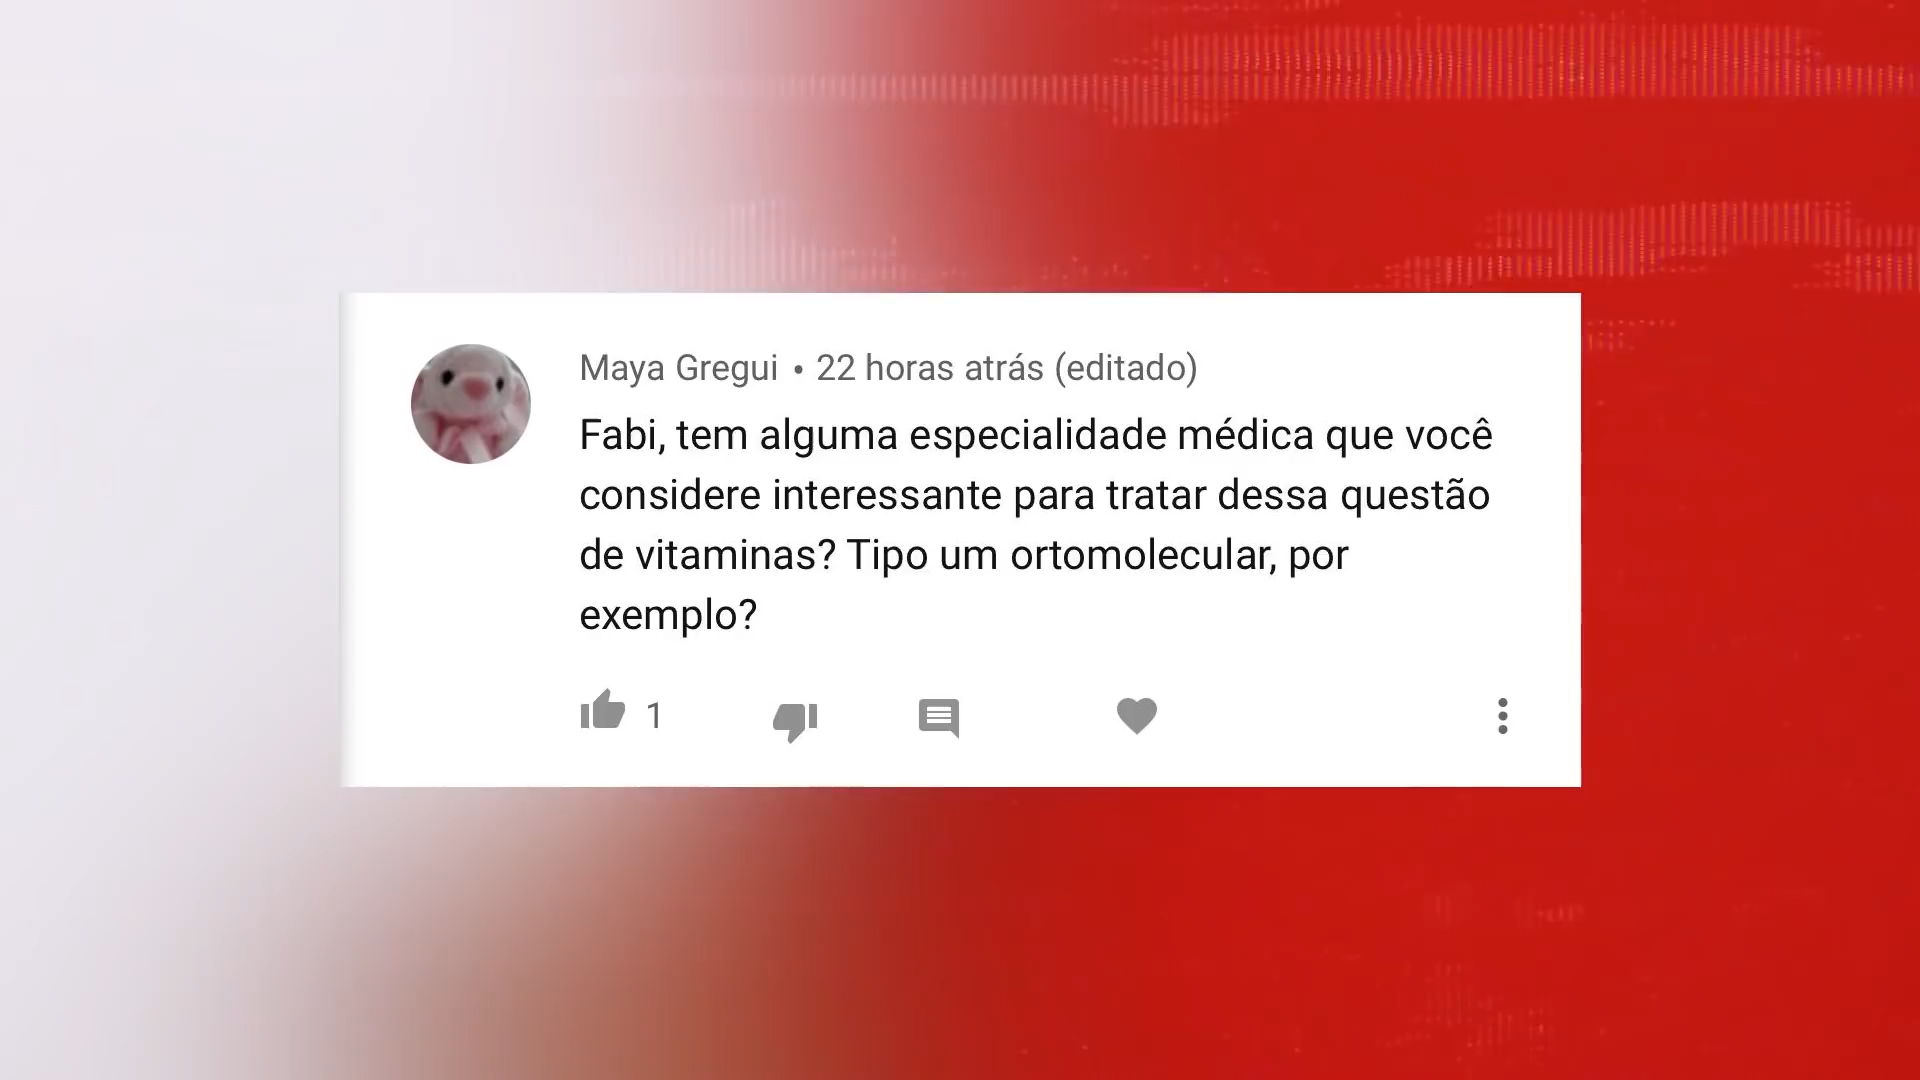 Maya Gregui • 22 horas atrás (editado)
Fabi, tem alguma especialidade médica que você
considere interessante para tratar dessa questão
de vitaminas? Tipo um ortomolecular, por
exemplo?
1